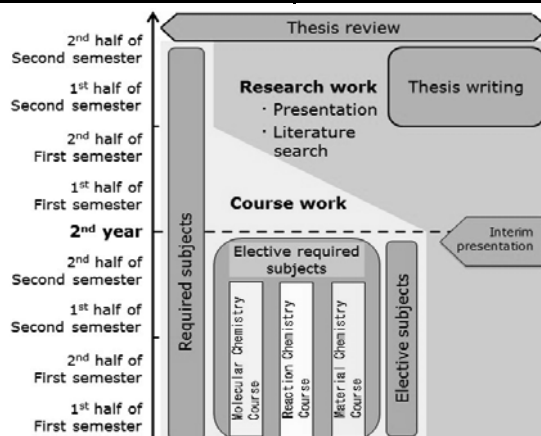 Thesis review
2nd half of
Second semester
1st half of
Second semester
2nd half of
First semester
1st half of
First semester
2nd year
2nd half of
Second semester
1st half of
Second semester
2nd half of
First semester
1st half of
First semester
Required subjects
Research work
· Presentation
· Literature
search
Thesis writing
Course work
Interim
presentation
Elective required
subjects
Molecular Chemistry
Course
Reaction Chemistry
Course
Material Chemistry
Course
Elective subjects